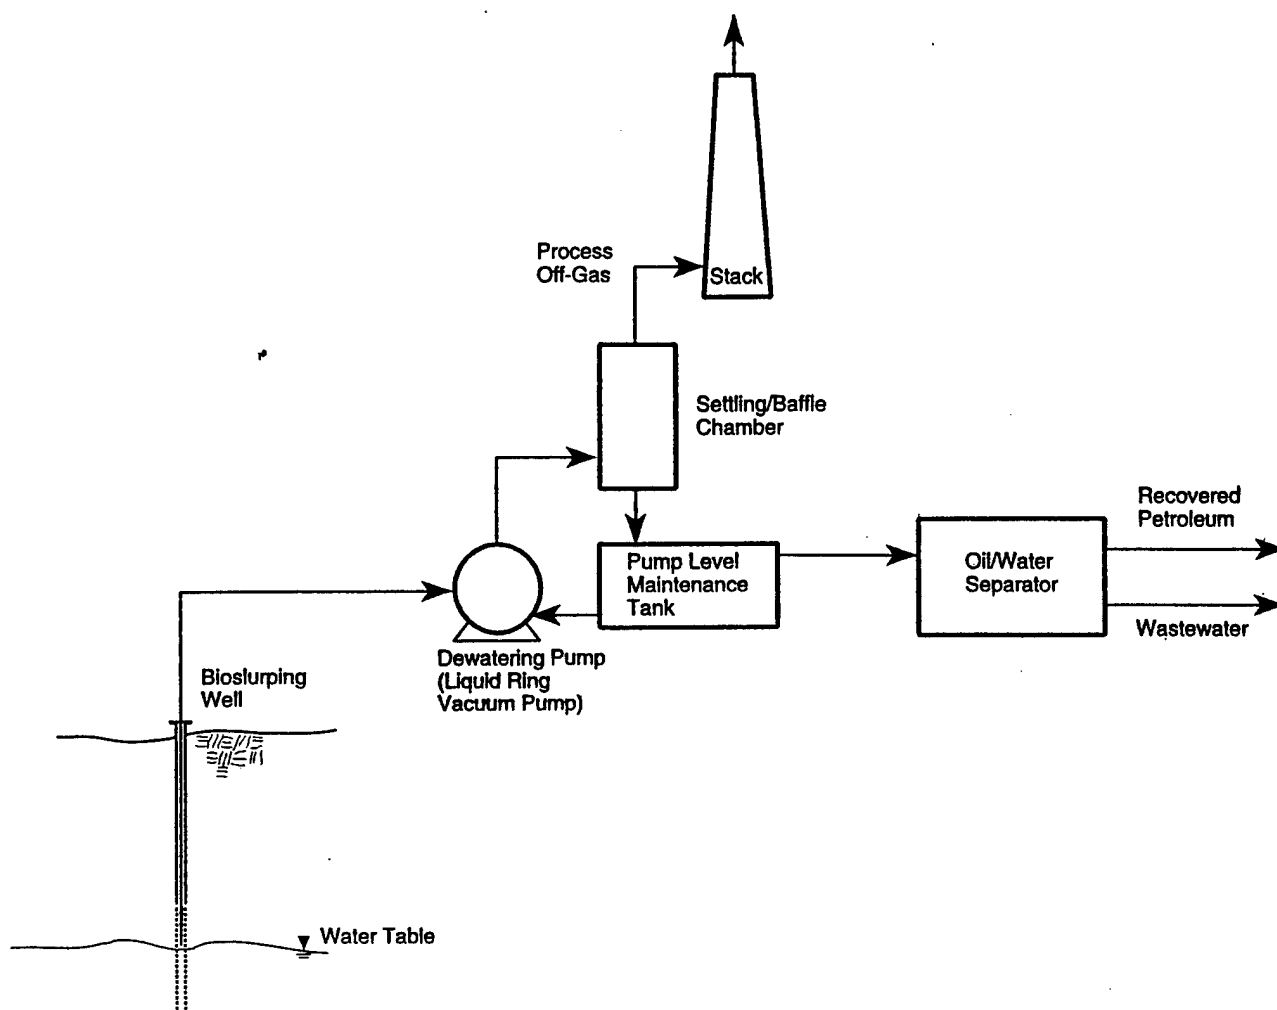 Process
Off-Gas
Stack
Settling/Baffle
Chamber
Recovered
Petroleum
Pump Level
Maintenance
Tank
Oil/Water
Separator
Wastewater
Dewatering Pump
(Liquid Ring
Vacuum Pump)
Bioslurping
Well
Water Table